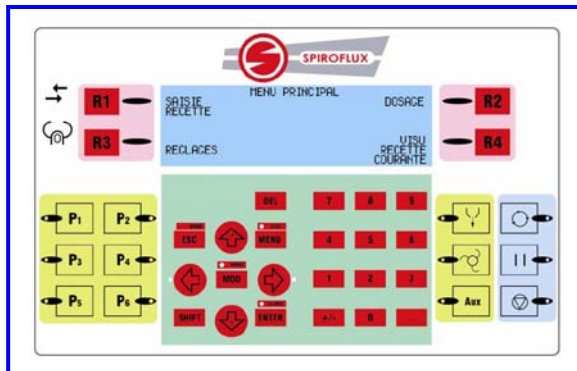 SPIROFLUX
MENU PRINCIPAL
R1
SAISIE RECETTE
DOSAGE
R2
R3
REGLAGES
VISU RECETTE COURANTE
R4
DEL
7
8
9
P1
P2
ESC
MENU
4
5
6
P3
P4
MOD
1
2
3
P5
P6
SHIFT
ENTER
+/-
0
Aux